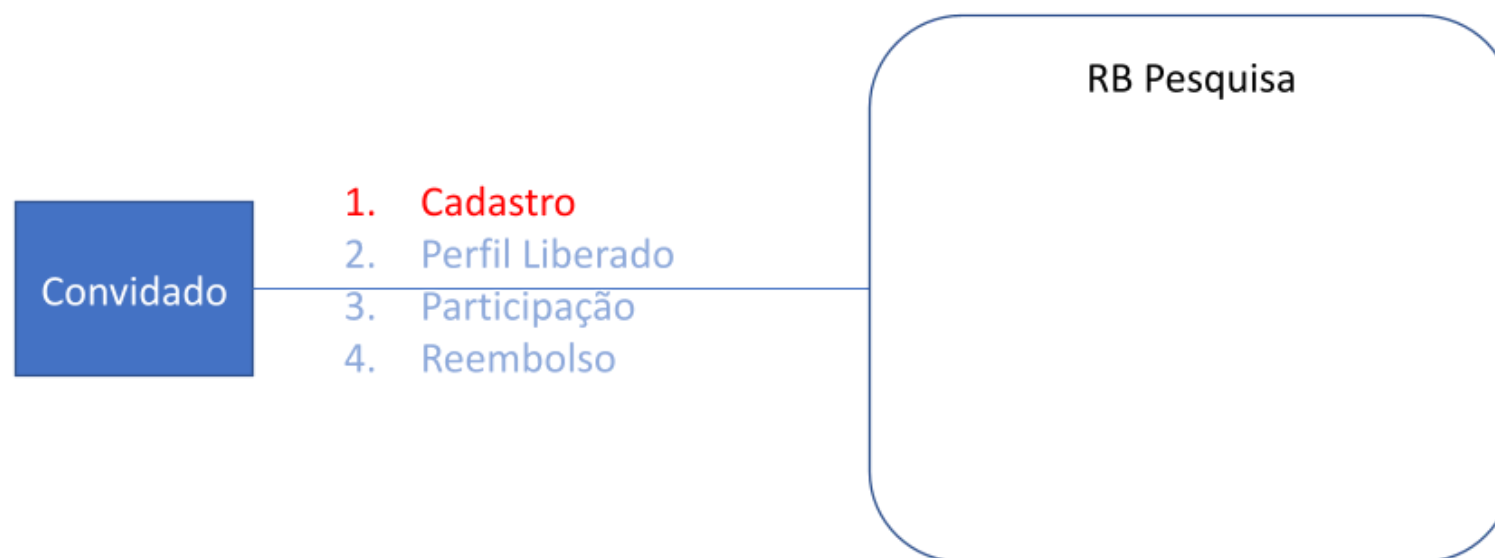 RB Pesquisa
Convidado
1. Cadastro
2. Perfil Liberado
3. Participação
4. Reembolso